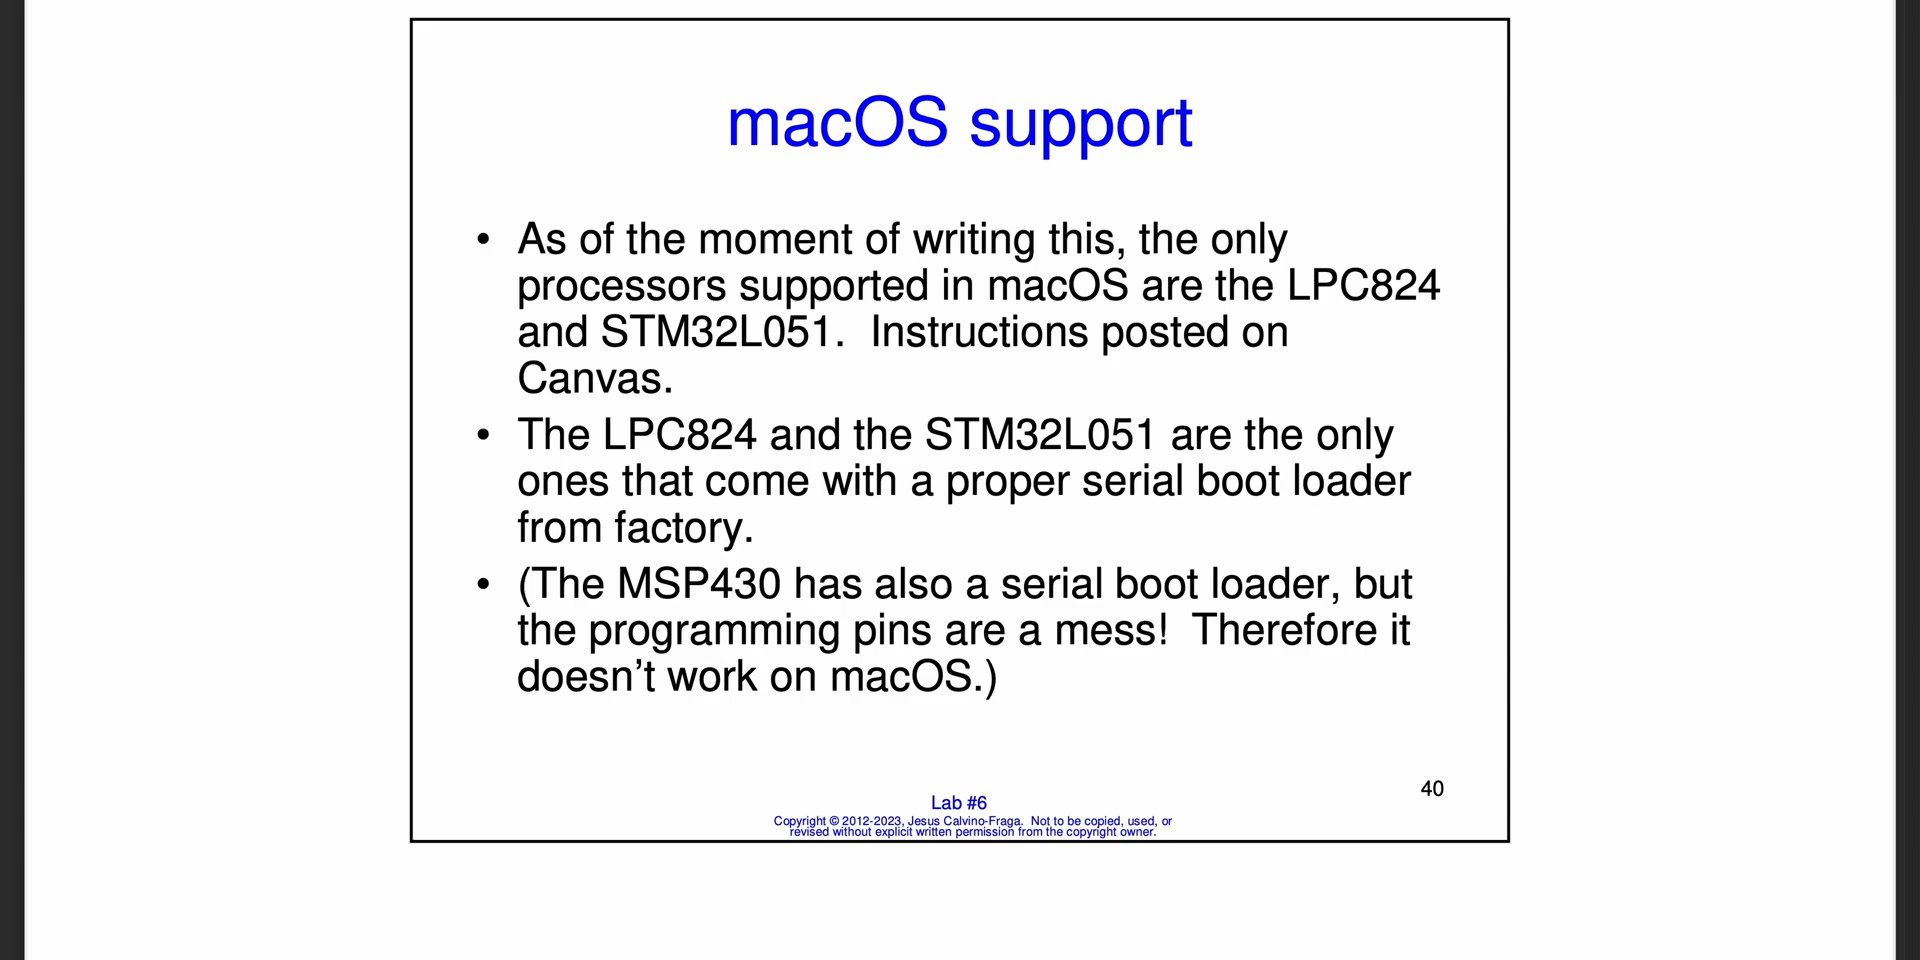 macOS support
• As of the moment of writing this, the only
processors supported in macOS are the LPC824
and STM32L051.  Instructions posted on
Canvas.
• The LPC824 and the STM32L051 are the only
ones that come with a proper serial boot loader
from factory.
• (The MSP430 has also a serial boot loader, but
the programming pins are a mess!  Therefore it
doesn’t work on macOS.)
40
Lab #6
Copyright © 2012-2023, Jesus Calvino-Fraga.  Not to be copied, used, or
revised without explicit written permission from the copyright owner.